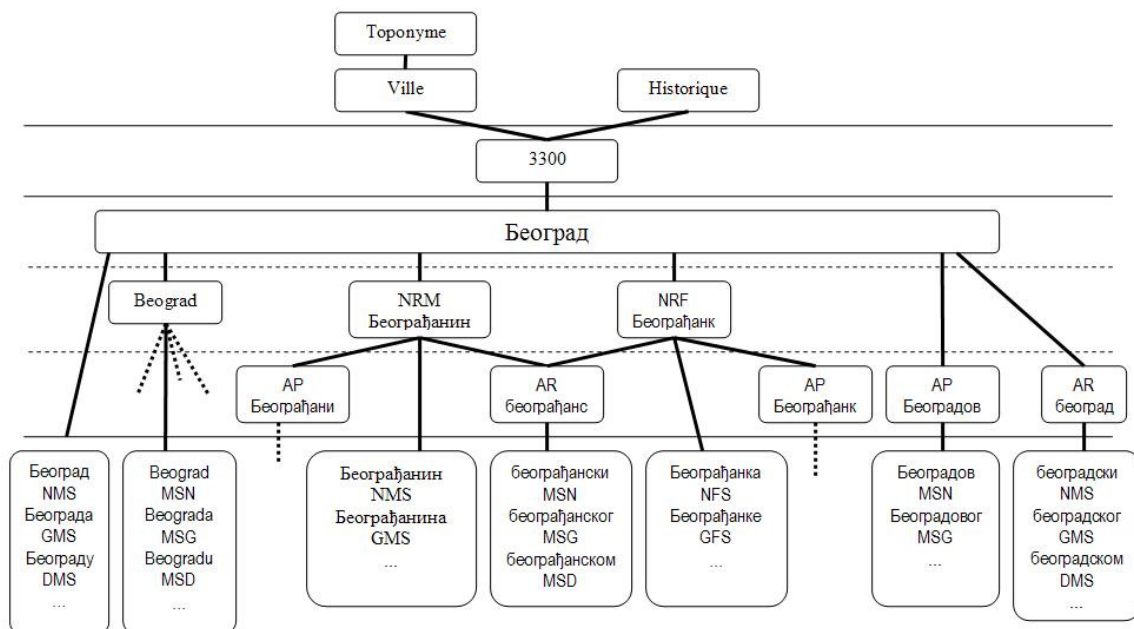 Toponyme
Ville
Historique
3300
Београд
Beograd
NRM
Београђанин
NRF
Београђанк
AP
Београђани
AR
београђанс
AP
Београђанк
AP
Београдов
AR
београд
Београд
NMS
Београда
GMS
Београду
DMS
...
Beograd
MSN
Beograda
MSG
Beogradu
MSD
...
Београђанин
NMS
Београђанина
GMS
...
београђански
MSN
београђанског
MSG
београђанском
MSD
Београђанка
NFS
Београђанке
GFS
...
Београдов
MSN
Београдовог
MSG
...
београдски
NMS
београдског
GMS
београдском
DMS
...